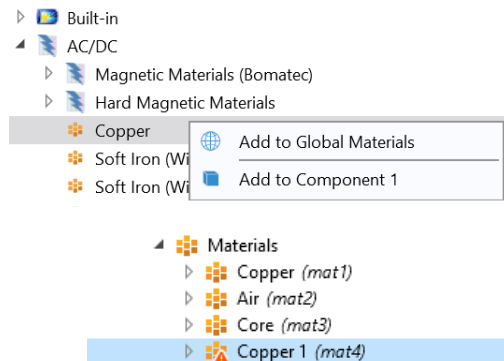 Built-in
AC/DC
Magnetic Materials (Bomatec)
Hard Magnetic Materials
Copper
Add to Global Materials
Soft Iron (Wi
Add to Component 1
Soft Iron (Wi
Materials
Copper (mat1)
Air (mat2)
Core (mat3)
Copper 1 (mat4)